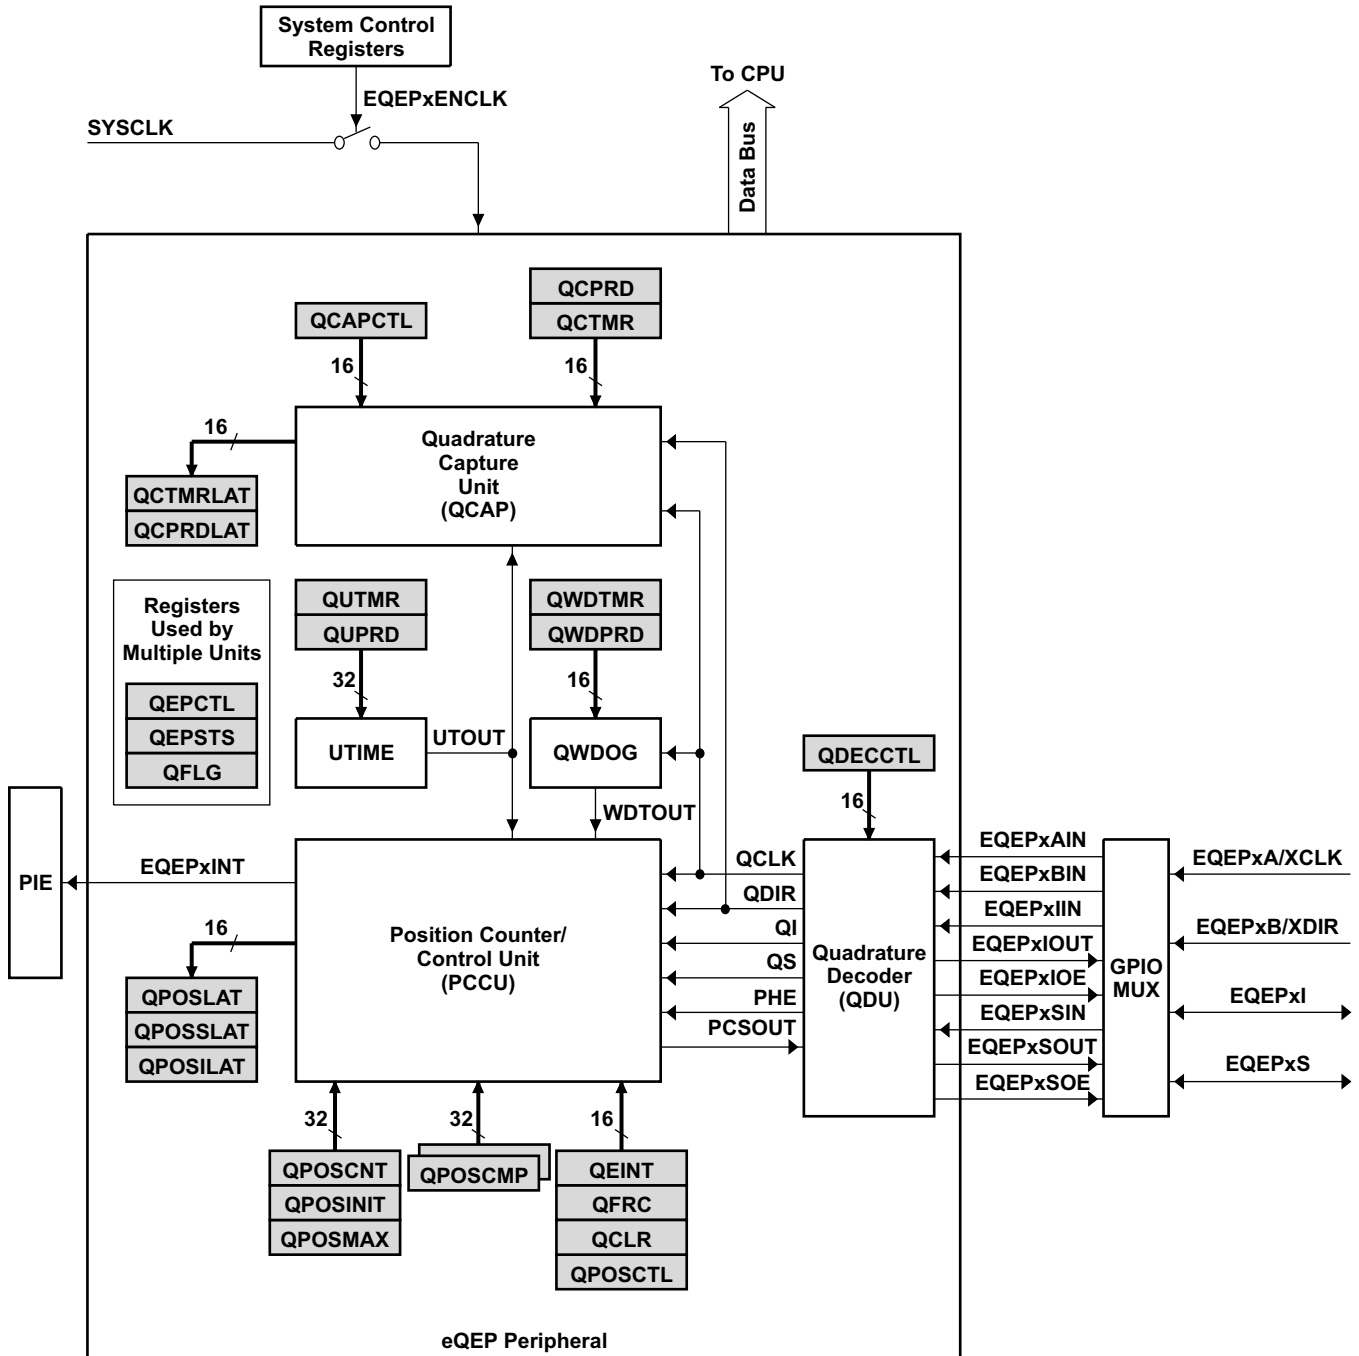 System Control
Registers
To CPU
EQEPxENCLK
SYSCLK
Data Bus
QCPRD
QCAPCTL
QCTMR
16
16
16
Quadrature
Capture
Unit
(QCAP)
QCTMRLAT
QCPRDLAT
Registers
Used by
Multiple Units
QEPCTL
QEPSTS
QFLG
QUTMR
QUPRD
QWDTMR
QWDPRD
32
16
UTIME
UTOUT
QWDOG
QDECCTL
WDTOUT
16
PIE
EQEPxINT
16
Position Counter/
Control Unit
(PCCU)
QCLK
QDIR
QI
QS
PHE
PCSOUT
Quadrature
Decoder
(QDU)
EQEPxAIN
EQEPxBIN
EQEPxIIN
EQEPxIOUT
EQEPxIOE
EQEPxSIN
EQEPxSOUT
EQEPxSOE
GPIO
MUX
EQEPxA/XCLK
EQEPxB/XDIR
EQEPxI
EQEPxS
QPOSLAT
QPOSSLAT
QPOSILAT
32
32
16
QPOSCNT
QPOSINIT
QPOSMAX
QPOSCMP
QEINT
QFRC
QCLR
QPOSCTL
eQEP Peripheral